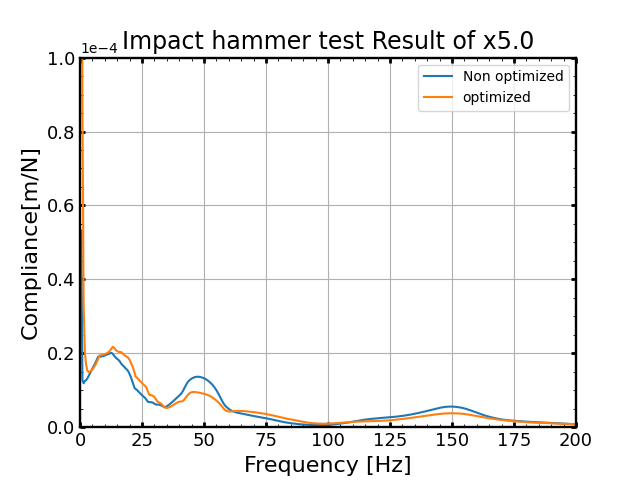 Impact hammer test Result of x5.0
1e−4
Non optimized
optimized
1.0
0.8
0.6
0.4
0.2
0.0
Compliance[m/N]
0 25 50 75 100 125 150 175 200
Frequency [Hz]